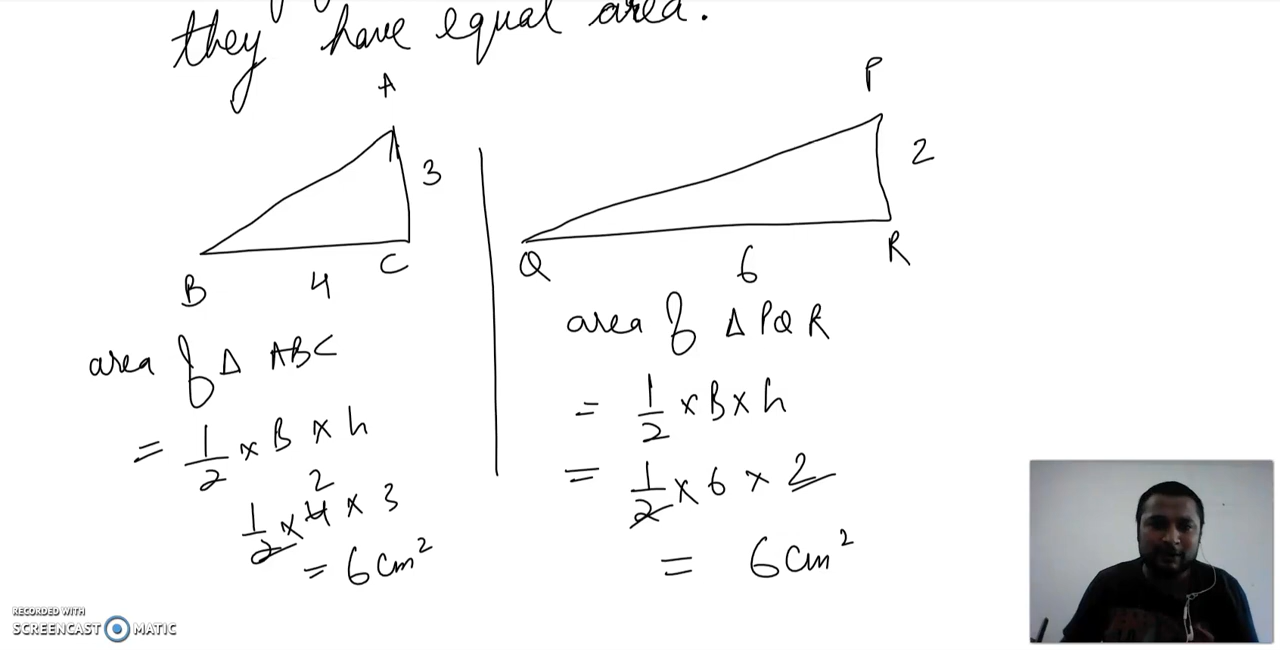 they have equal area.
A
3
B 4 C
area of Δ ABC
= 1/2 × B × h
2
1/2 × 4 × 3
= 6 cm²
P
2
Q 6 R
area of Δ PQR
= 1/2 × B × h
= 1/2 × 6 × 2
= 6 cm²
RECORDED WITH
SCREENCAST MATIC